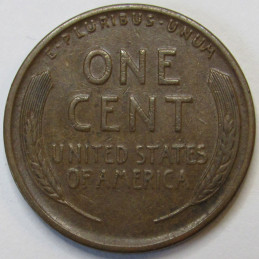 E·PLURIBUS·UNUM
ONE
CENT
UNITED STATES
OF AMERICA